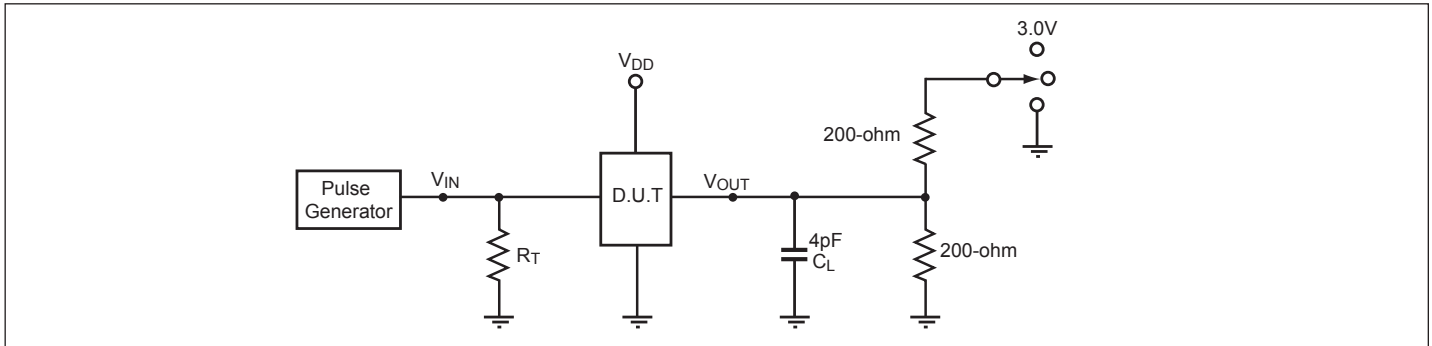 3.0V
VDD
200-ohm
Pulse
Generator
VIN
D.U.T
VOUT
4pF
CL
RT
200-ohm